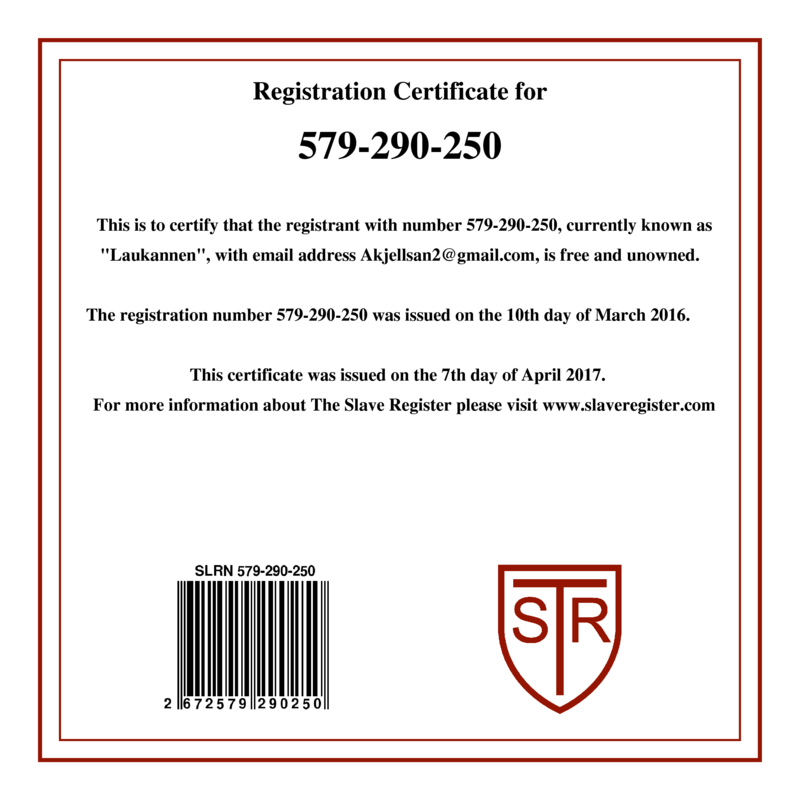 Registration Certificate for
579-290-250
This is to certify that the registrant with number 579-290-250, currently known as
"Laukannen", with email address Akjellsan2@gmail.com, is free and unowned.
The registration number 579-290-250 was issued on the 10th day of March 2016.
This certificate was issued on the 7th day of April 2017.
For more information about The Slave Register please visit www.slaveregister.com
SLRN 579-290-250
2 672579 290250
STR